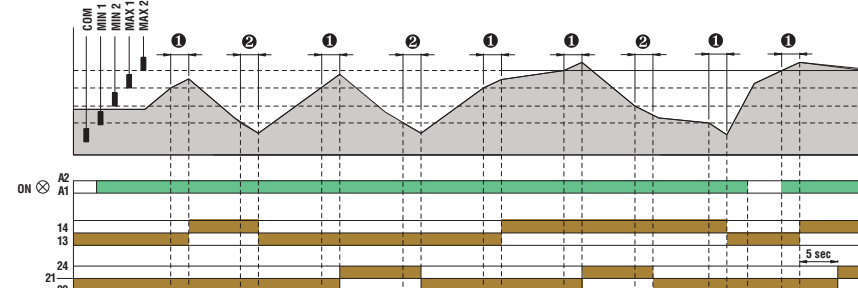 COM
MIN 1
MIN 2
MAX 1
MAX 2
❶ ❷ ❶ ❷ ❶ ❶ ❷ ❶ ❶
ON A2
A1
14
13
24
5 sec
21